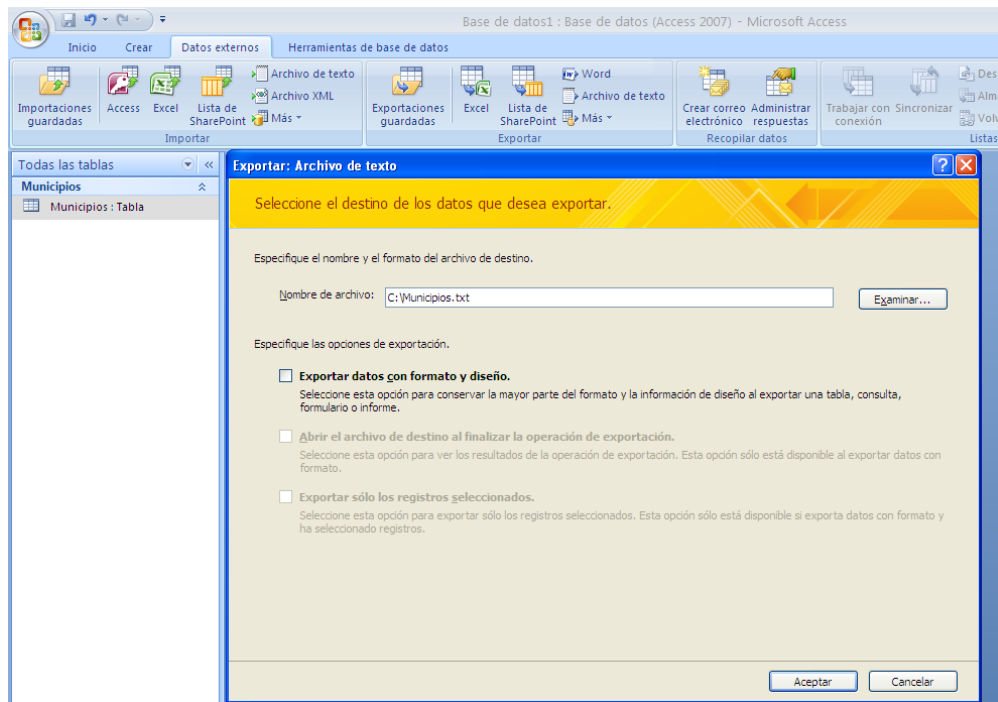 Base de datos1 : Base de datos (Access 2007) - Microsoft Access
Inicio Crear Datos externos Herramientas de base de datos
Importaciones guardadas
Access
Excel
Lista de SharePoint
Archivo de texto
Archivo XML
Más
Importar
Exportaciones guardadas
Excel
Lista de SharePoint
Word
Archivo de texto
Más
Exportar
Crear correo electrónico
Administrar respuestas
Recopilar datos
Trabajar con conexión
Sincronizar
Des
Alm
Volv
Listas
Todas las tablas
Municipios
Municipios : Tabla
Exportar: Archivo de texto
Seleccione el destino de los datos que desea exportar.
Especifique el nombre y el formato del archivo de destino.
Nombre de archivo: C:\Municipios.txt Examinar...
Especifique las opciones de exportación.
Exportar datos con formato y diseño.
Seleccione esta opción para conservar la mayor parte del formato y la información de diseño al exportar una tabla, consulta,
formulario o informe.
Abrir el archivo de destino al finalizar la operación de exportación.
Seleccione esta opción para ver los resultados de la operación de exportación. Esta opción sólo está disponible al exportar datos con
formato.
Exportar sólo los registros seleccionados.
Seleccione esta opción para exportar sólo los registros seleccionados. Esta opción sólo está disponible si exporta datos con formato y
ha seleccionado registros.
Aceptar Cancelar